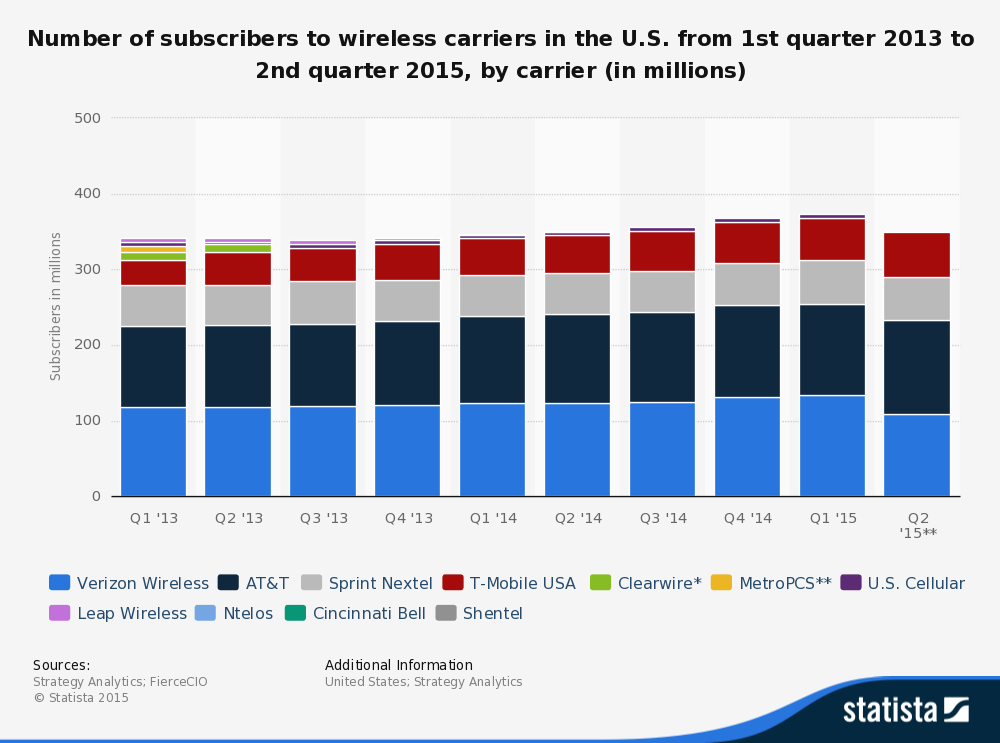 Number of subscribers to wireless carriers in the U.S. from 1st quarter 2013 to
2nd quarter 2015, by carrier (in millions)
500
400
300
200
100
0
Subscribers in millions
Q1 '13
Q2 '13
Q3 '13
Q4 '13
Q1 '14
Q2 '14
Q3 '14
Q4 '14
Q1 '15
Q2
'15**
Verizon Wireless AT&T Sprint Nextel T-Mobile USA Clearwire* MetroPCS** U.S. Cellular
Leap Wireless Ntelos Cincinnati Bell Shentel
Sources:
Strategy Analytics; FierceCIO
© Statista 2015
Additional Information
United States; Strategy Analytics
statista